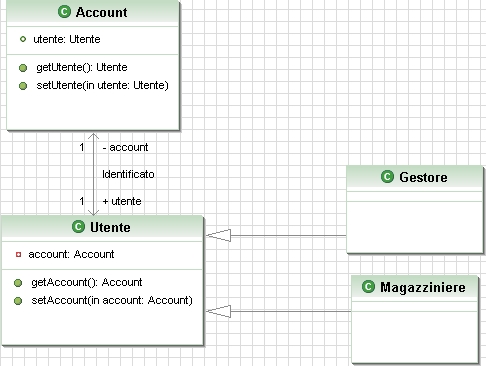 C Account
utente: Utente
getUtente(): Utente
setUtente(in utente: Utente)
1 - account
Identificato
1 + utente
C Utente
account: Account
getAccount(): Account
setAccount(in account: Account)
C Gestore
C Magazziniere